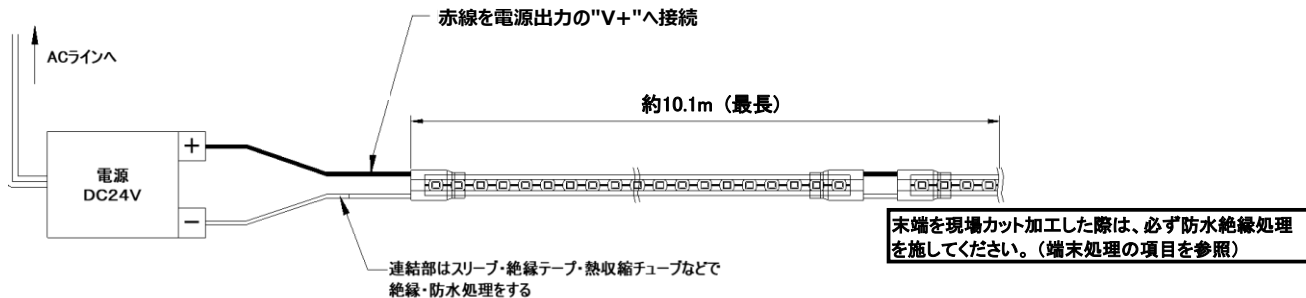 赤線を電源出力の"V+"へ接続
ACラインへ
約10.1m (最長)
+
電源
DC24V
−
末端を現場カット加工した際は、必ず防水絶縁処理
を施してください。(端末処理の項目を参照)
連結部はスリーブ・絶縁テープ・熱収縮チューブなどで
絶縁・防水処理をする